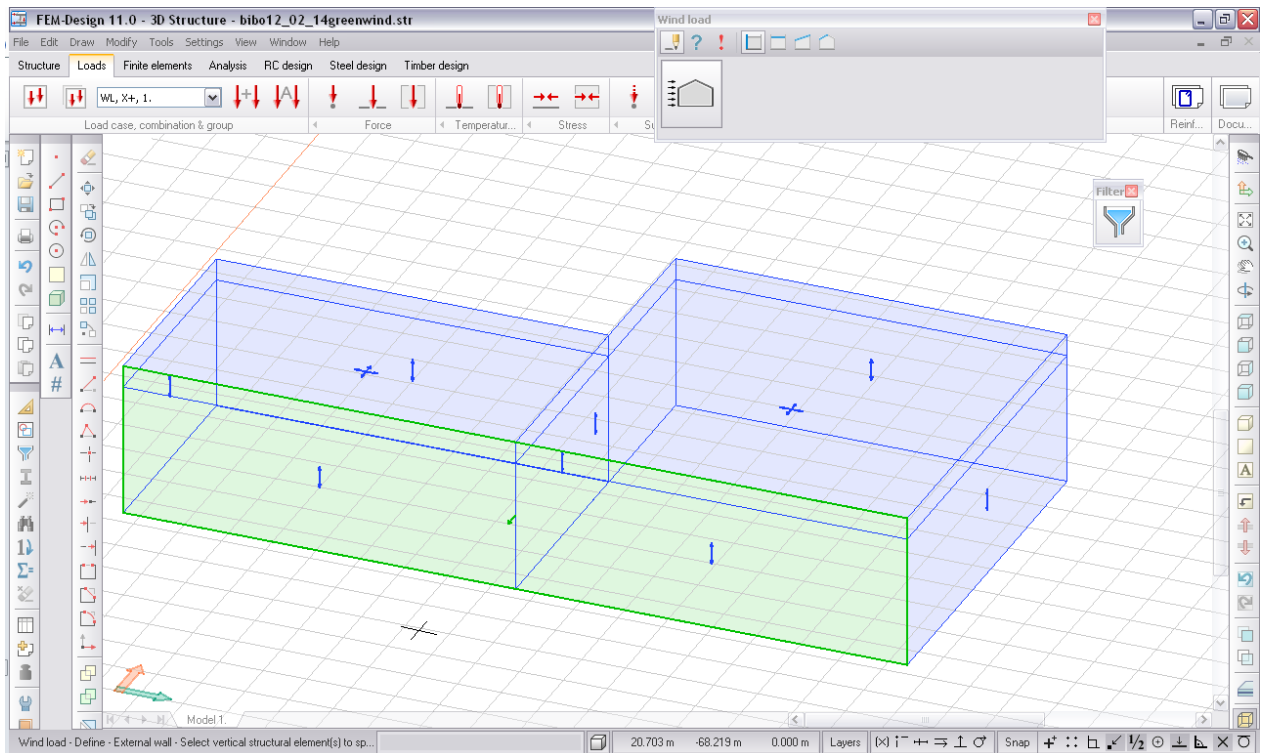 FEM-Design 11.0 - 3D Structure - bibo12_02_14greenwind.str
Wind load
File Edit Draw Modify Tools Settings View Window Help
Structure Loads Finite elements Analysis RC design Steel design Timber design
WL, X+, 1.
Load case, combination & group Force Temperatur... Stress Reinf... Docu...
Filter
A
#
A
Model 1.
Wind load - Define - External wall - Select vertical structural element(s) to sp... 20.703 m -68.219 m 0.000 m Layers Snap ½